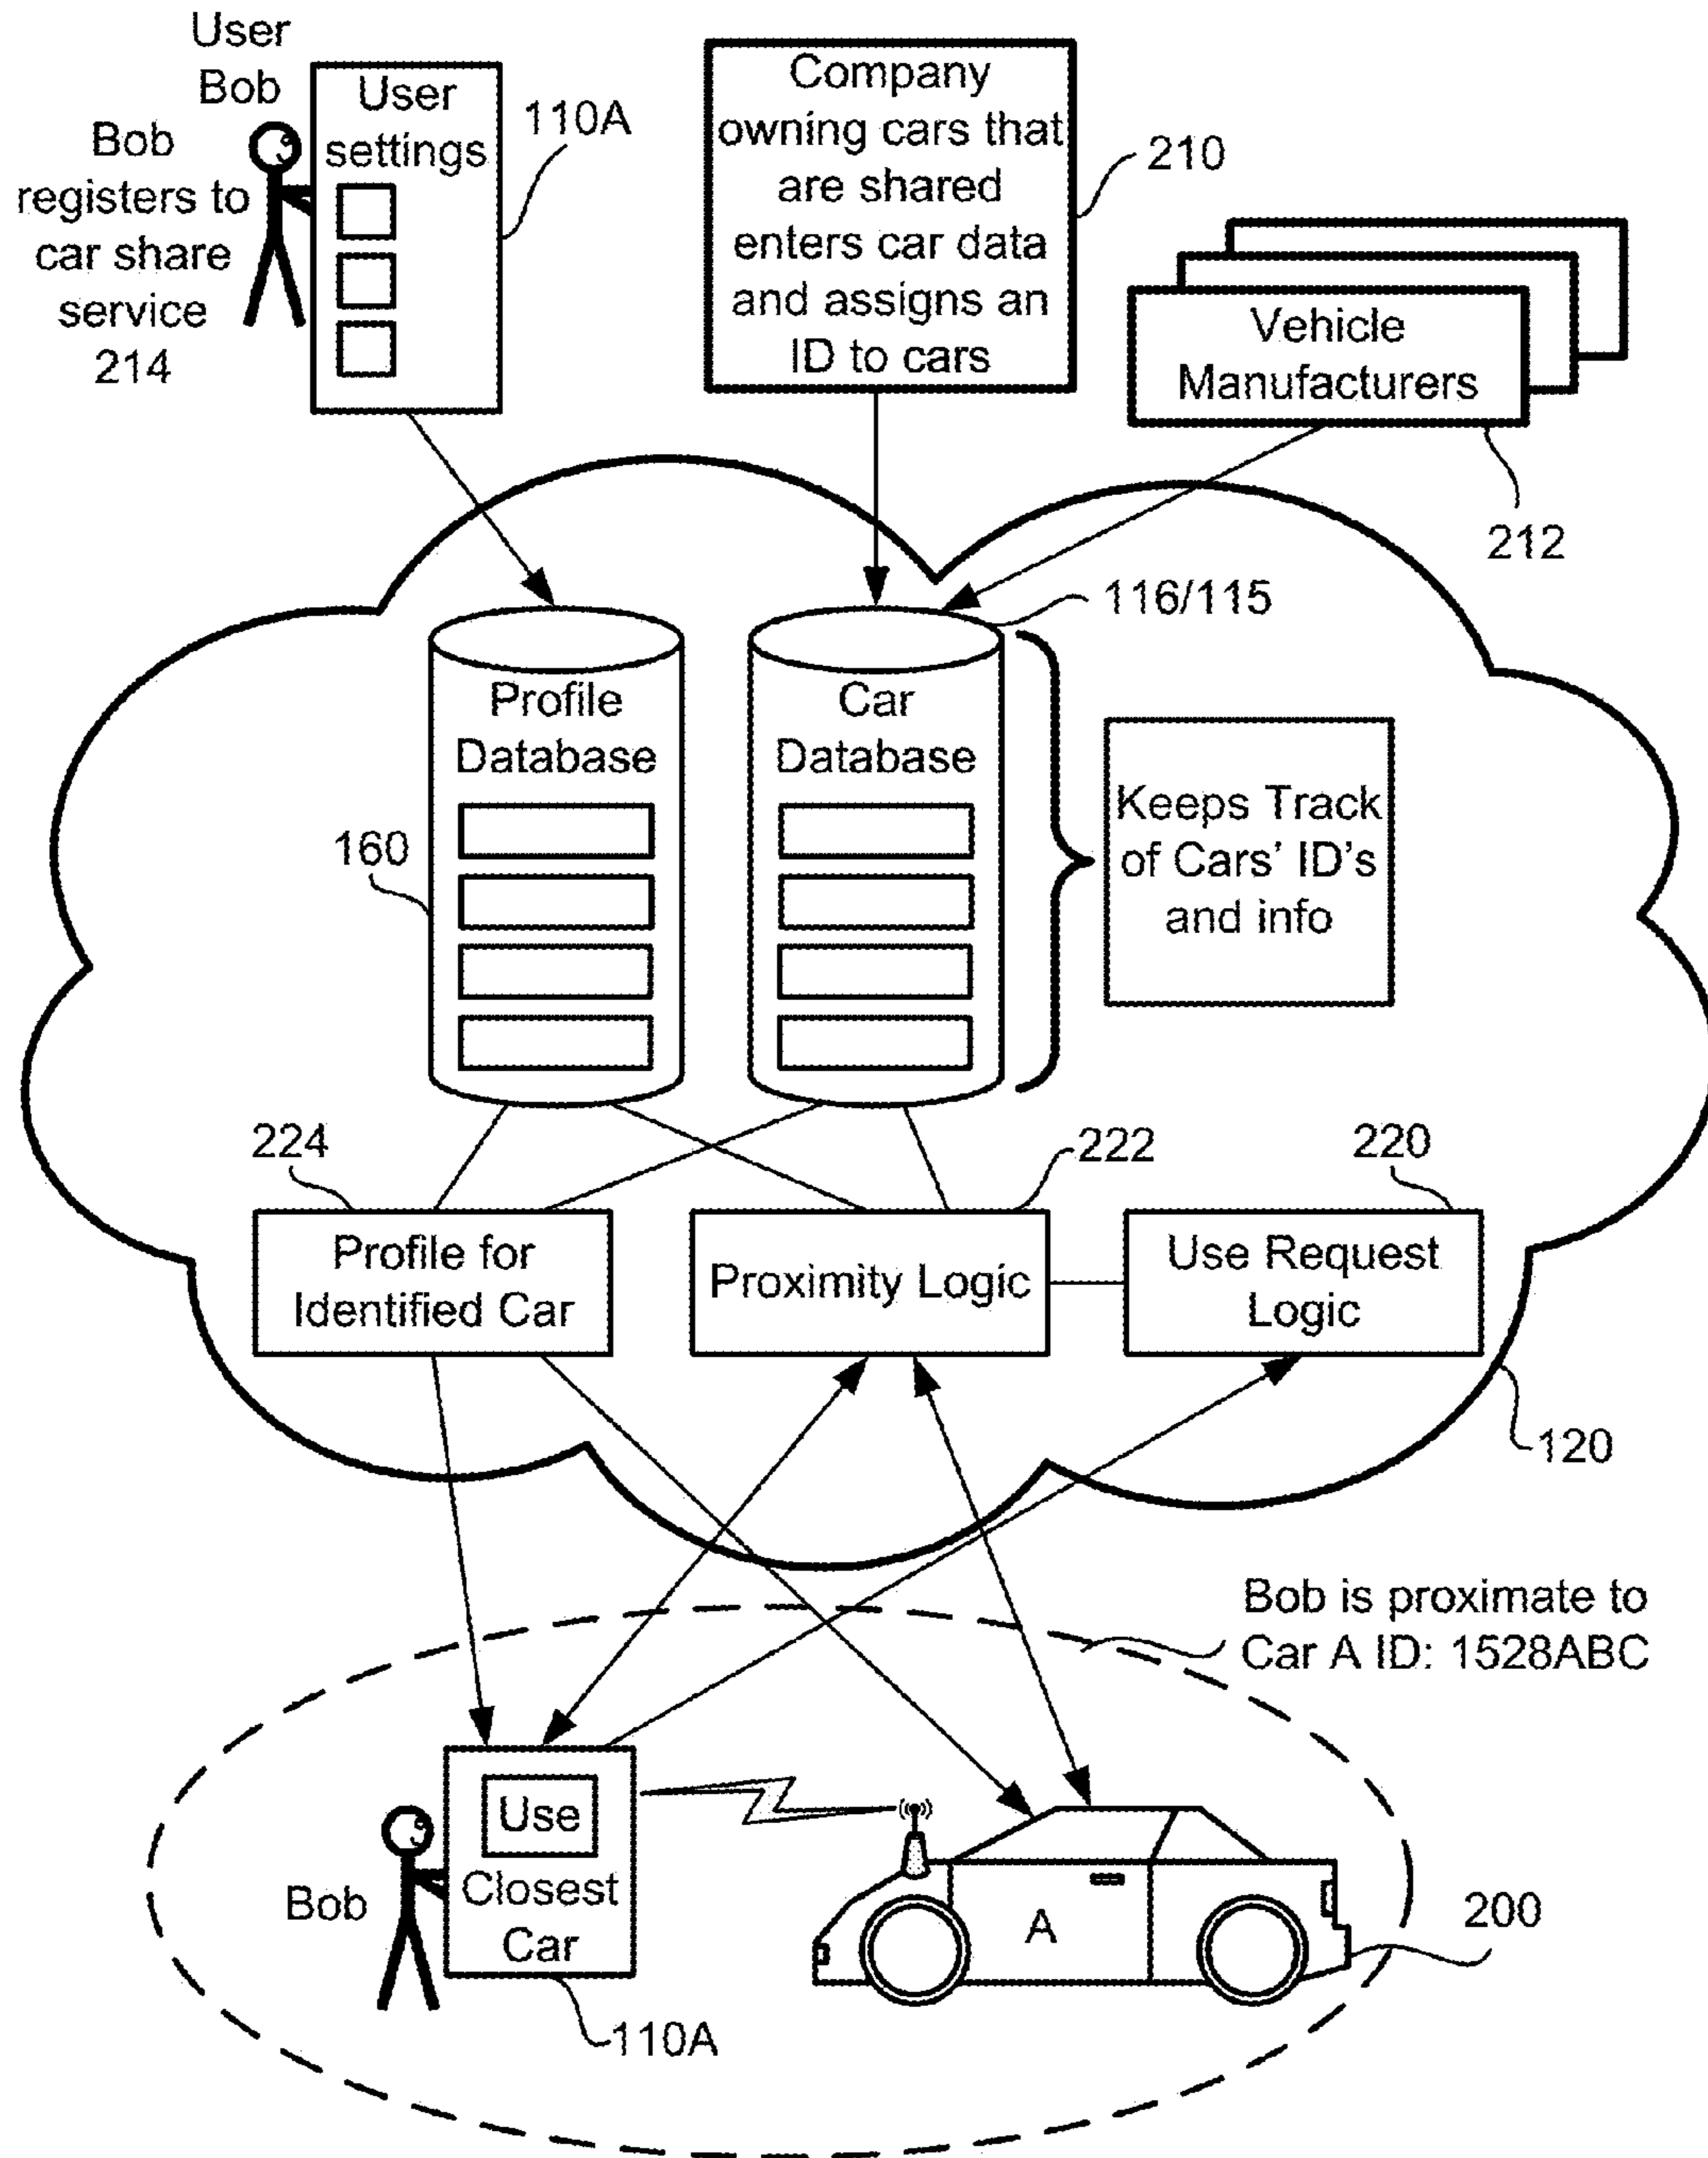 User
Bob
Bob
registers to
car share
service
214
User
settings
110A
Company
owning cars that
are shared
enters car data
and assigns an
ID to cars
210
Vehicle
Manufacturers
212
116/115
Profile
Database
Car
Database
Keeps Track
of Cars' ID's
and info
160
224
222
220
Profile for
Identified Car
Proximity Logic
Use Request
Logic
120
Bob is proximate to
Car A ID: 1528ABC
Bob
Use
Closest
Car
A
200
110A